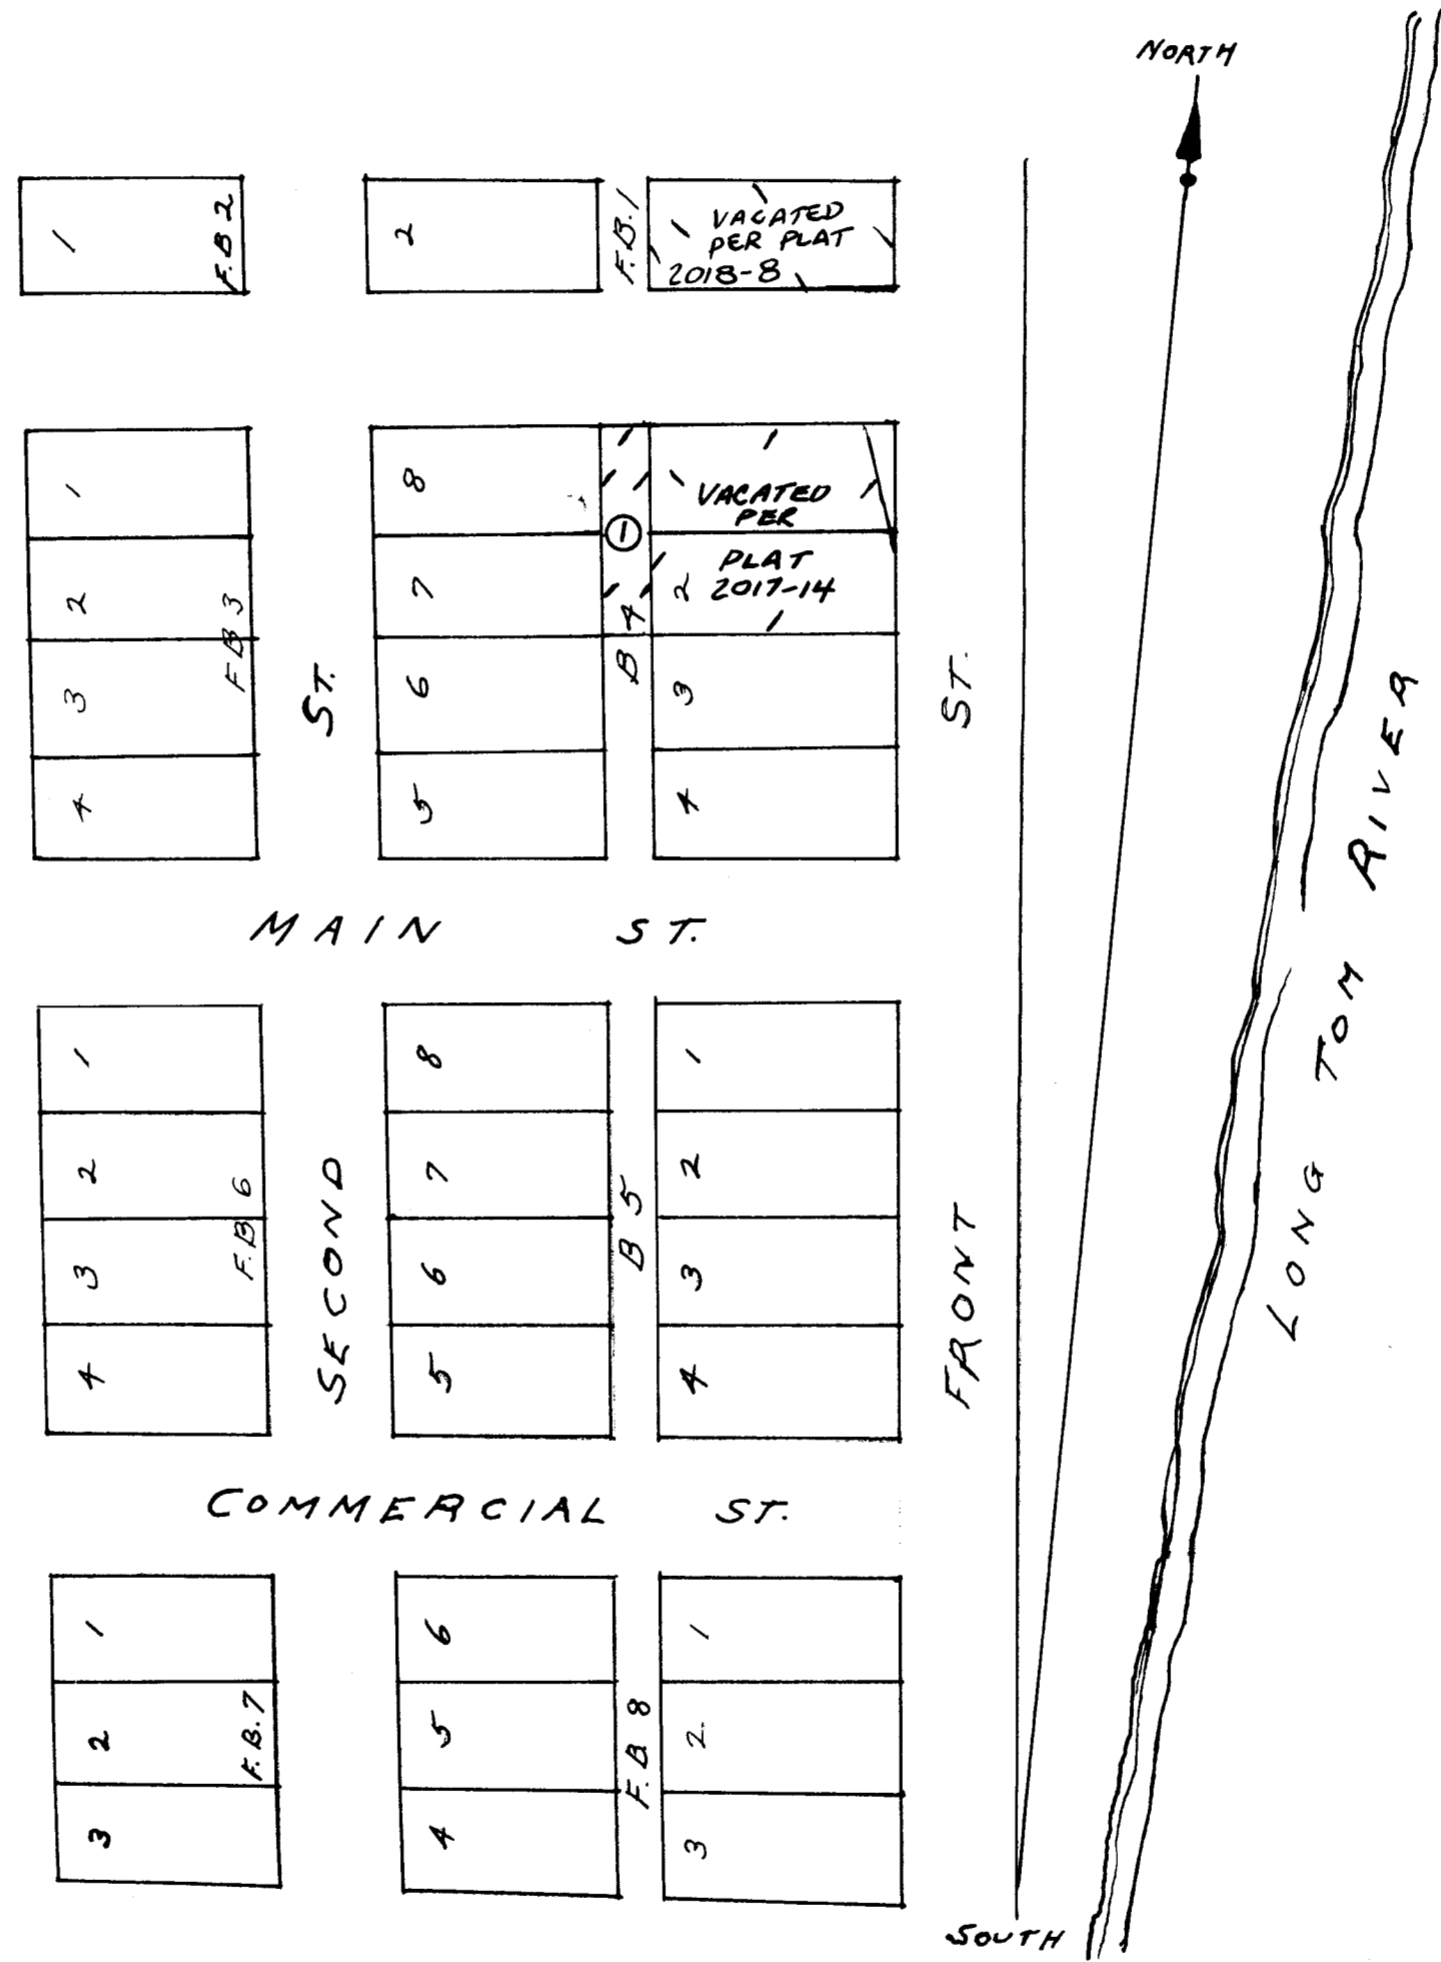 NORTH
1
F.B 2
2
F.B.1
1
VACATED
PER PLAT
2018-8
1
2
3
4
F B 3
ST.
8
7
6
5
1
B 4
1
VACATED
PER
PLAT
2017-14
2
3
4
ST.
MAIN ST.
1
2
3
4
F.B 6
SECOND
8
7
6
5
B 5
1
2
3
4
FRONT
LONG TOM RIVER
COMMERCIAL ST.
1
2
3
F.B.7
6
5
4
F.B 8
1
2
3
SOUTH